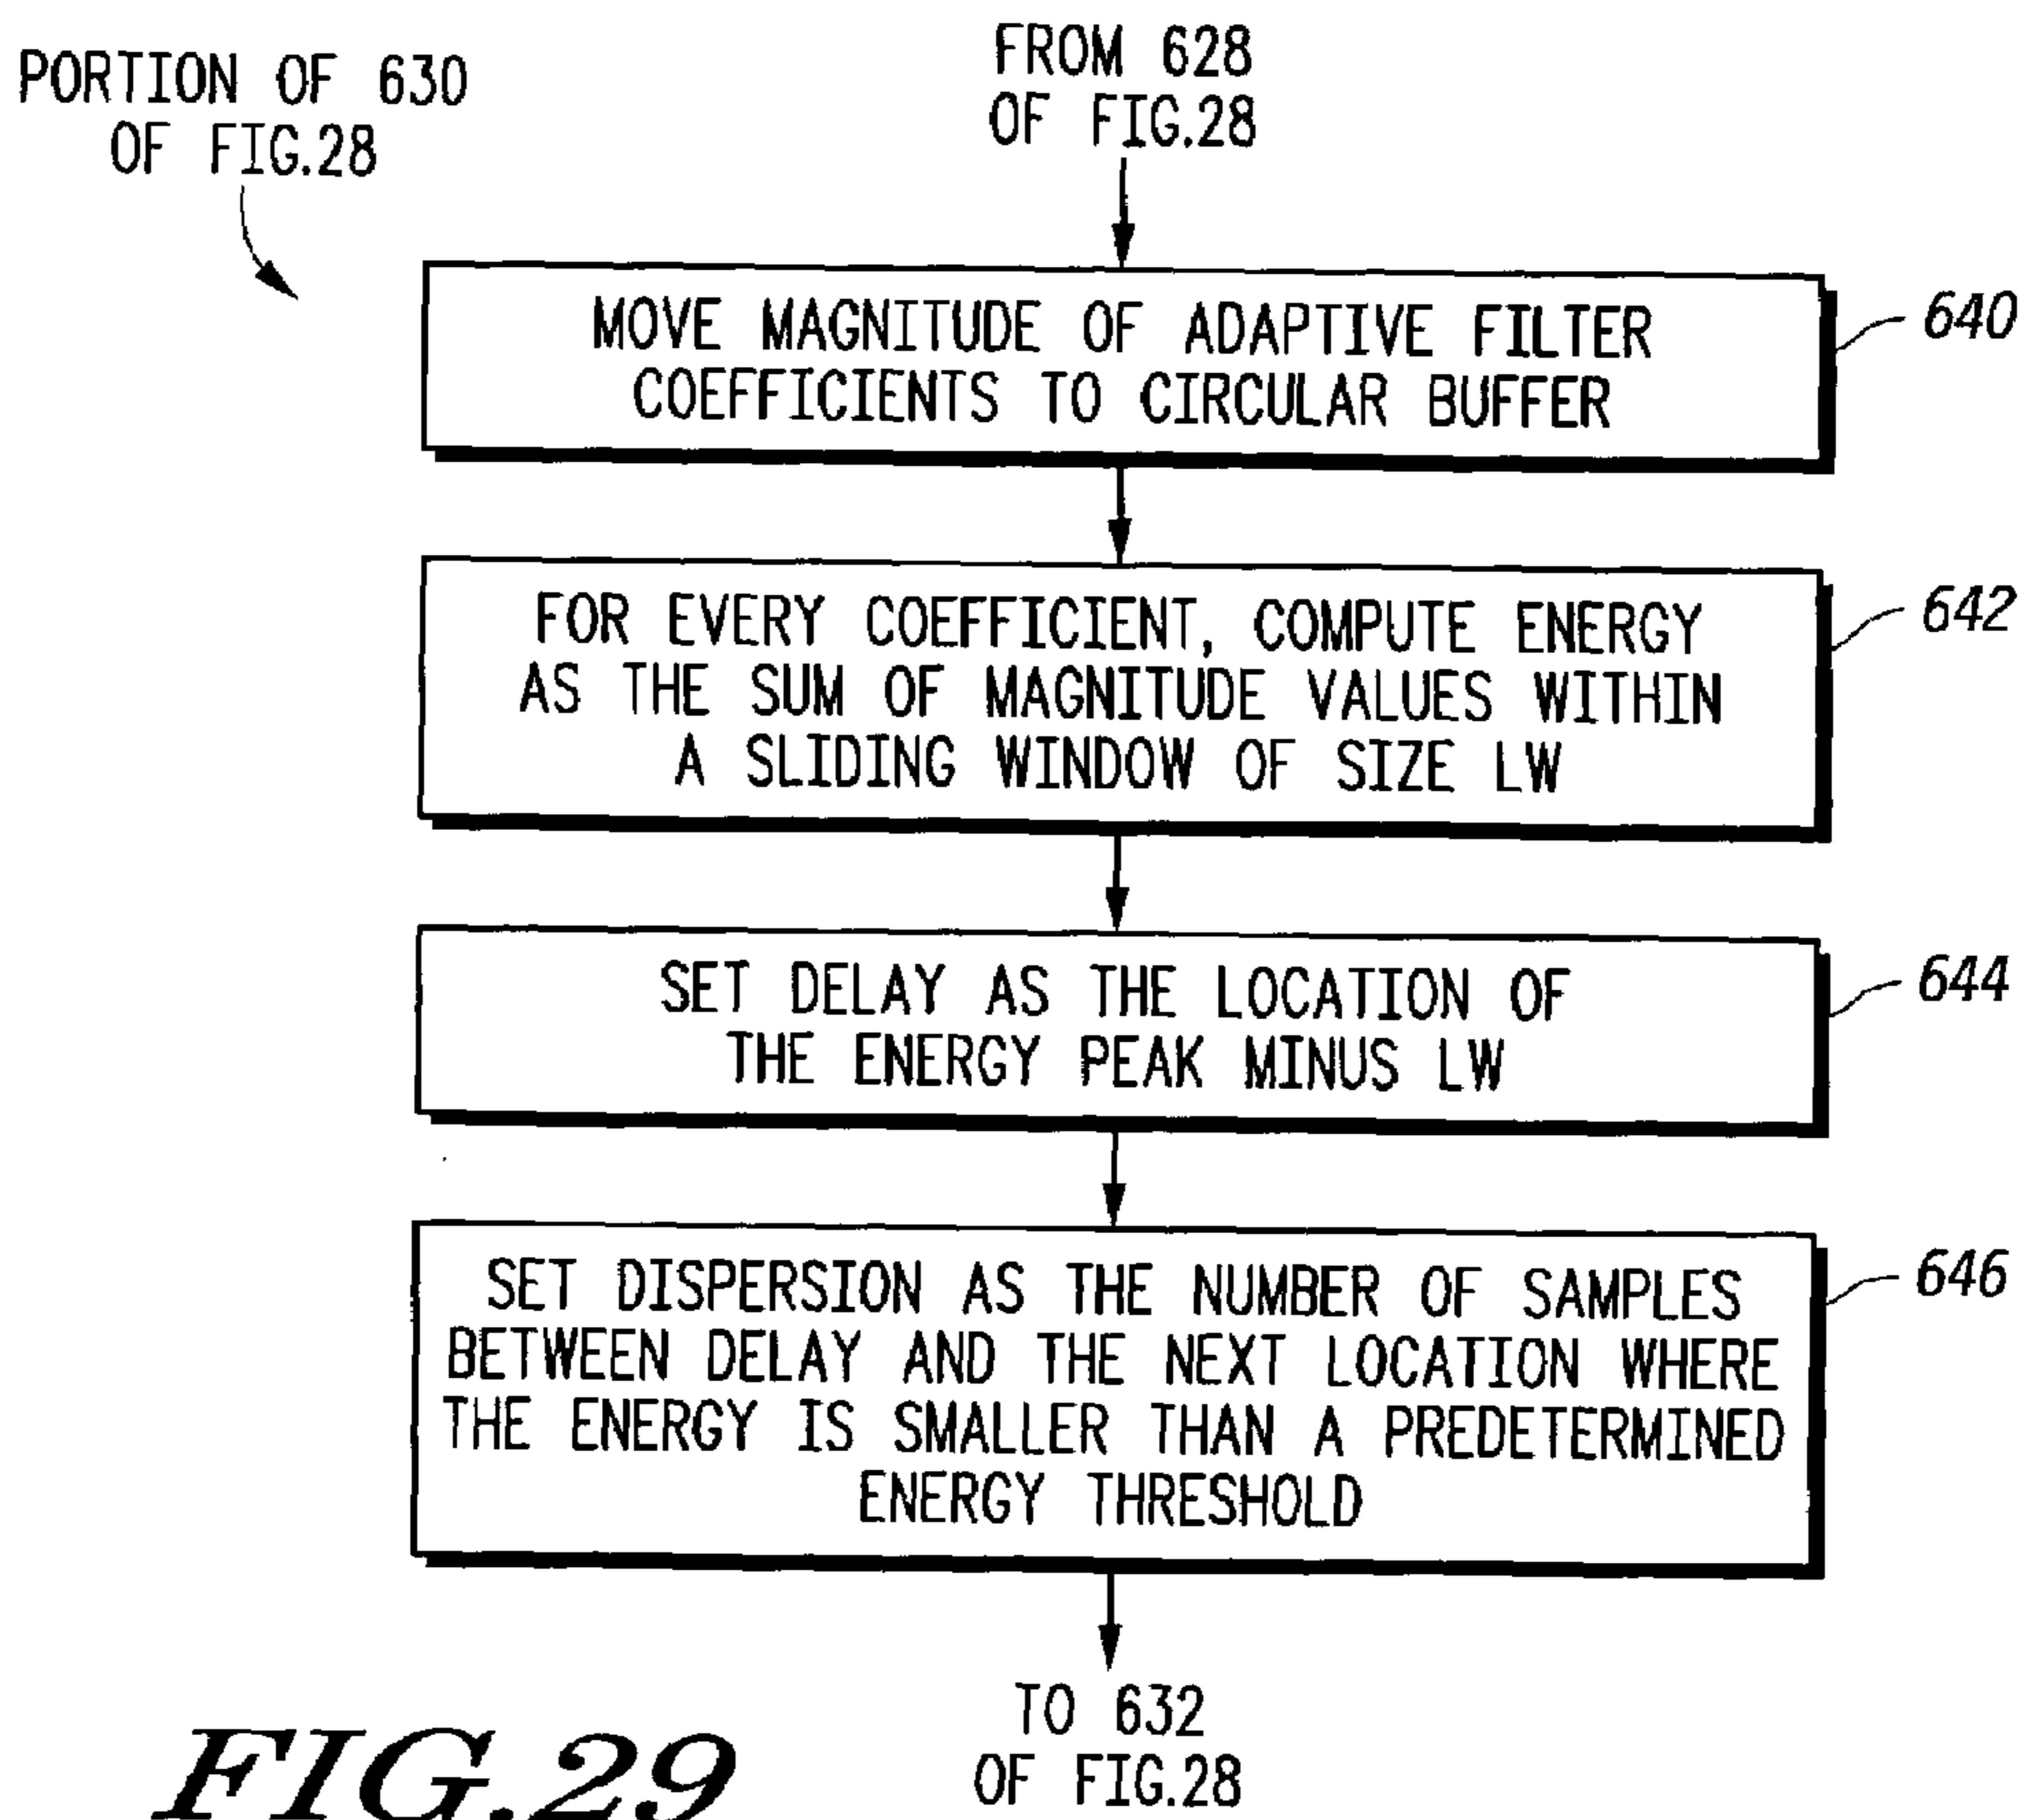 PORTION OF 630
OF FIG.28
FROM 628
OF FIG.28
MOVE MAGNITUDE OF ADAPTIVE FILTER
COEFFICIENTS TO CIRCULAR BUFFER
640
FOR EVERY COEFFICIENT, COMPUTE ENERGY
AS THE SUM OF MAGNITUDE VALUES WITHIN
A SLIDING WINDOW OF SIZE LW
642
SET DELAY AS THE LOCATION OF
THE ENERGY PEAK MINUS LW
644
SET DISPERSION AS THE NUMBER OF SAMPLES
BETWEEN DELAY AND THE NEXT LOCATION WHERE
THE ENERGY IS SMALLER THAN A PREDETERMINED
ENERGY THRESHOLD
646
TO 632
OF FIG.28
FIG.29